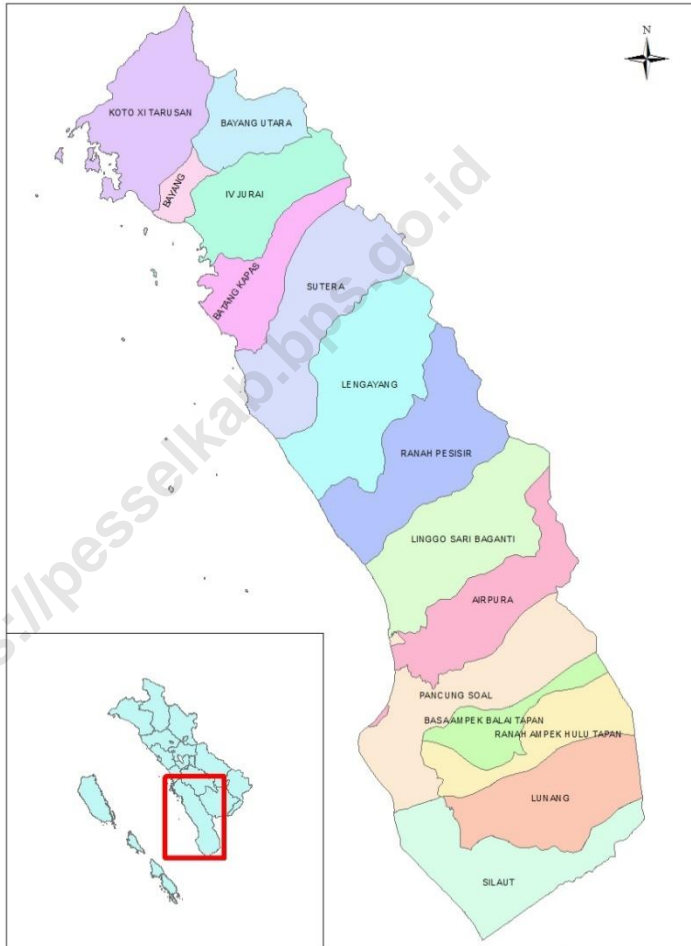 N
KOTO XI TARUSAN
BAYANG UTARA
BAYANG
IV JURAI
BATANG KAPAS
SUTERA
LENGAYANG
RANAH PESISIR
LINGGO SARI BAGANTI
AIRPURA
PANCUNG SOAL
BASA AMPEK BALAI TAPAN
RANAH AMPEK HULU TAPAN
LUNANG
SILAUT
s://pesselkab.bps.go.id